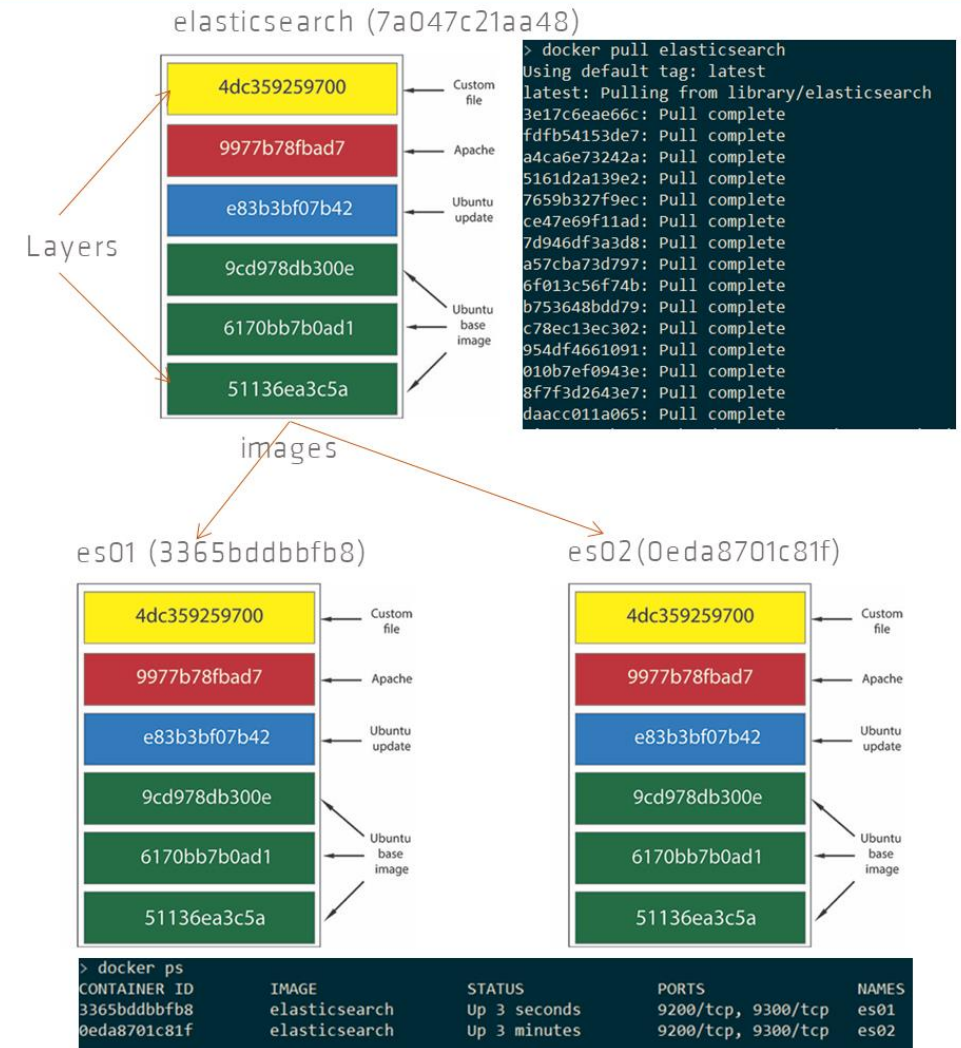 elasticsearch (7a047c21aa48)
4dc359259700
Custom
file
9977b78fbad7
Apache
e83b3bf07b42
Ubuntu
update
9cd978db300e
6170bb7b0ad1
51136ea3c5a
Ubuntu
base
image
Layers
images
> docker pull elasticsearch
Using default tag: latest
latest: Pulling from library/elasticsearch
3e17c6eae66c: Pull complete
fdfb54153de7: Pull complete
a4ca6e73242a: Pull complete
5161d2a139e2: Pull complete
7659b327f9ec: Pull complete
ce47e69f11ad: Pull complete
7d946df3a3d8: Pull complete
a57cba73d797: Pull complete
6f013c56f74b: Pull complete
b753648bdd79: Pull complete
c78ec13ec302: Pull complete
954df4661091: Pull complete
010b7ef0943e: Pull complete
8f7f3d2643e7: Pull complete
daacc011a065: Pull complete
es01 (3365bddbbfb8)
4dc359259700
Custom
file
9977b78fbad7
Apache
e83b3bf07b42
Ubuntu
update
9cd978db300e
6170bb7b0ad1
51136ea3c5a
Ubuntu
base
image
es02(0eda8701c81f)
4dc359259700
Custom
file
9977b78fbad7
Apache
e83b3bf07b42
Ubuntu
update
9cd978db300e
6170bb7b0ad1
51136ea3c5a
Ubuntu
base
image
> docker ps
CONTAINER ID IMAGE STATUS PORTS NAMES
3365bddbbfb8 elasticsearch Up 3 seconds 9200/tcp, 9300/tcp es01
0eda8701c81f elasticsearch Up 3 minutes 9200/tcp, 9300/tcp es02